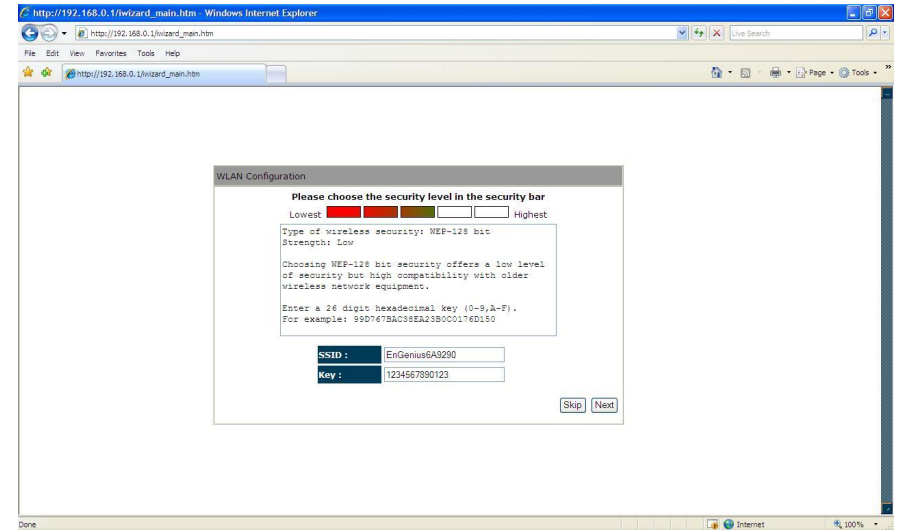 http://192.168.0.1/iwizard_main.htm - Windows Internet Explorer
http://192.168.0.1/iwizard_main.htm
Live Search
File Edit View Favorites Tools Help
http://192.168.0.1/iwizard_main.htm
Page Tools
WLAN Configuration
Please choose the security level in the security bar
Lowest Highest
Type of wireless security: WEP-128 bit
Strength: Low
Choosing WEP-128 bit security offers a low level
of security but high compatibility with older
wireless network equipment.
Enter a 26 digit hexadecimal key (0-9,A-F).
For example: 99D767BAC38EA23B0C0176D150
SSID : EnGenius6A9290
Key : 1234567890123
Skip Next
Done Internet 100%